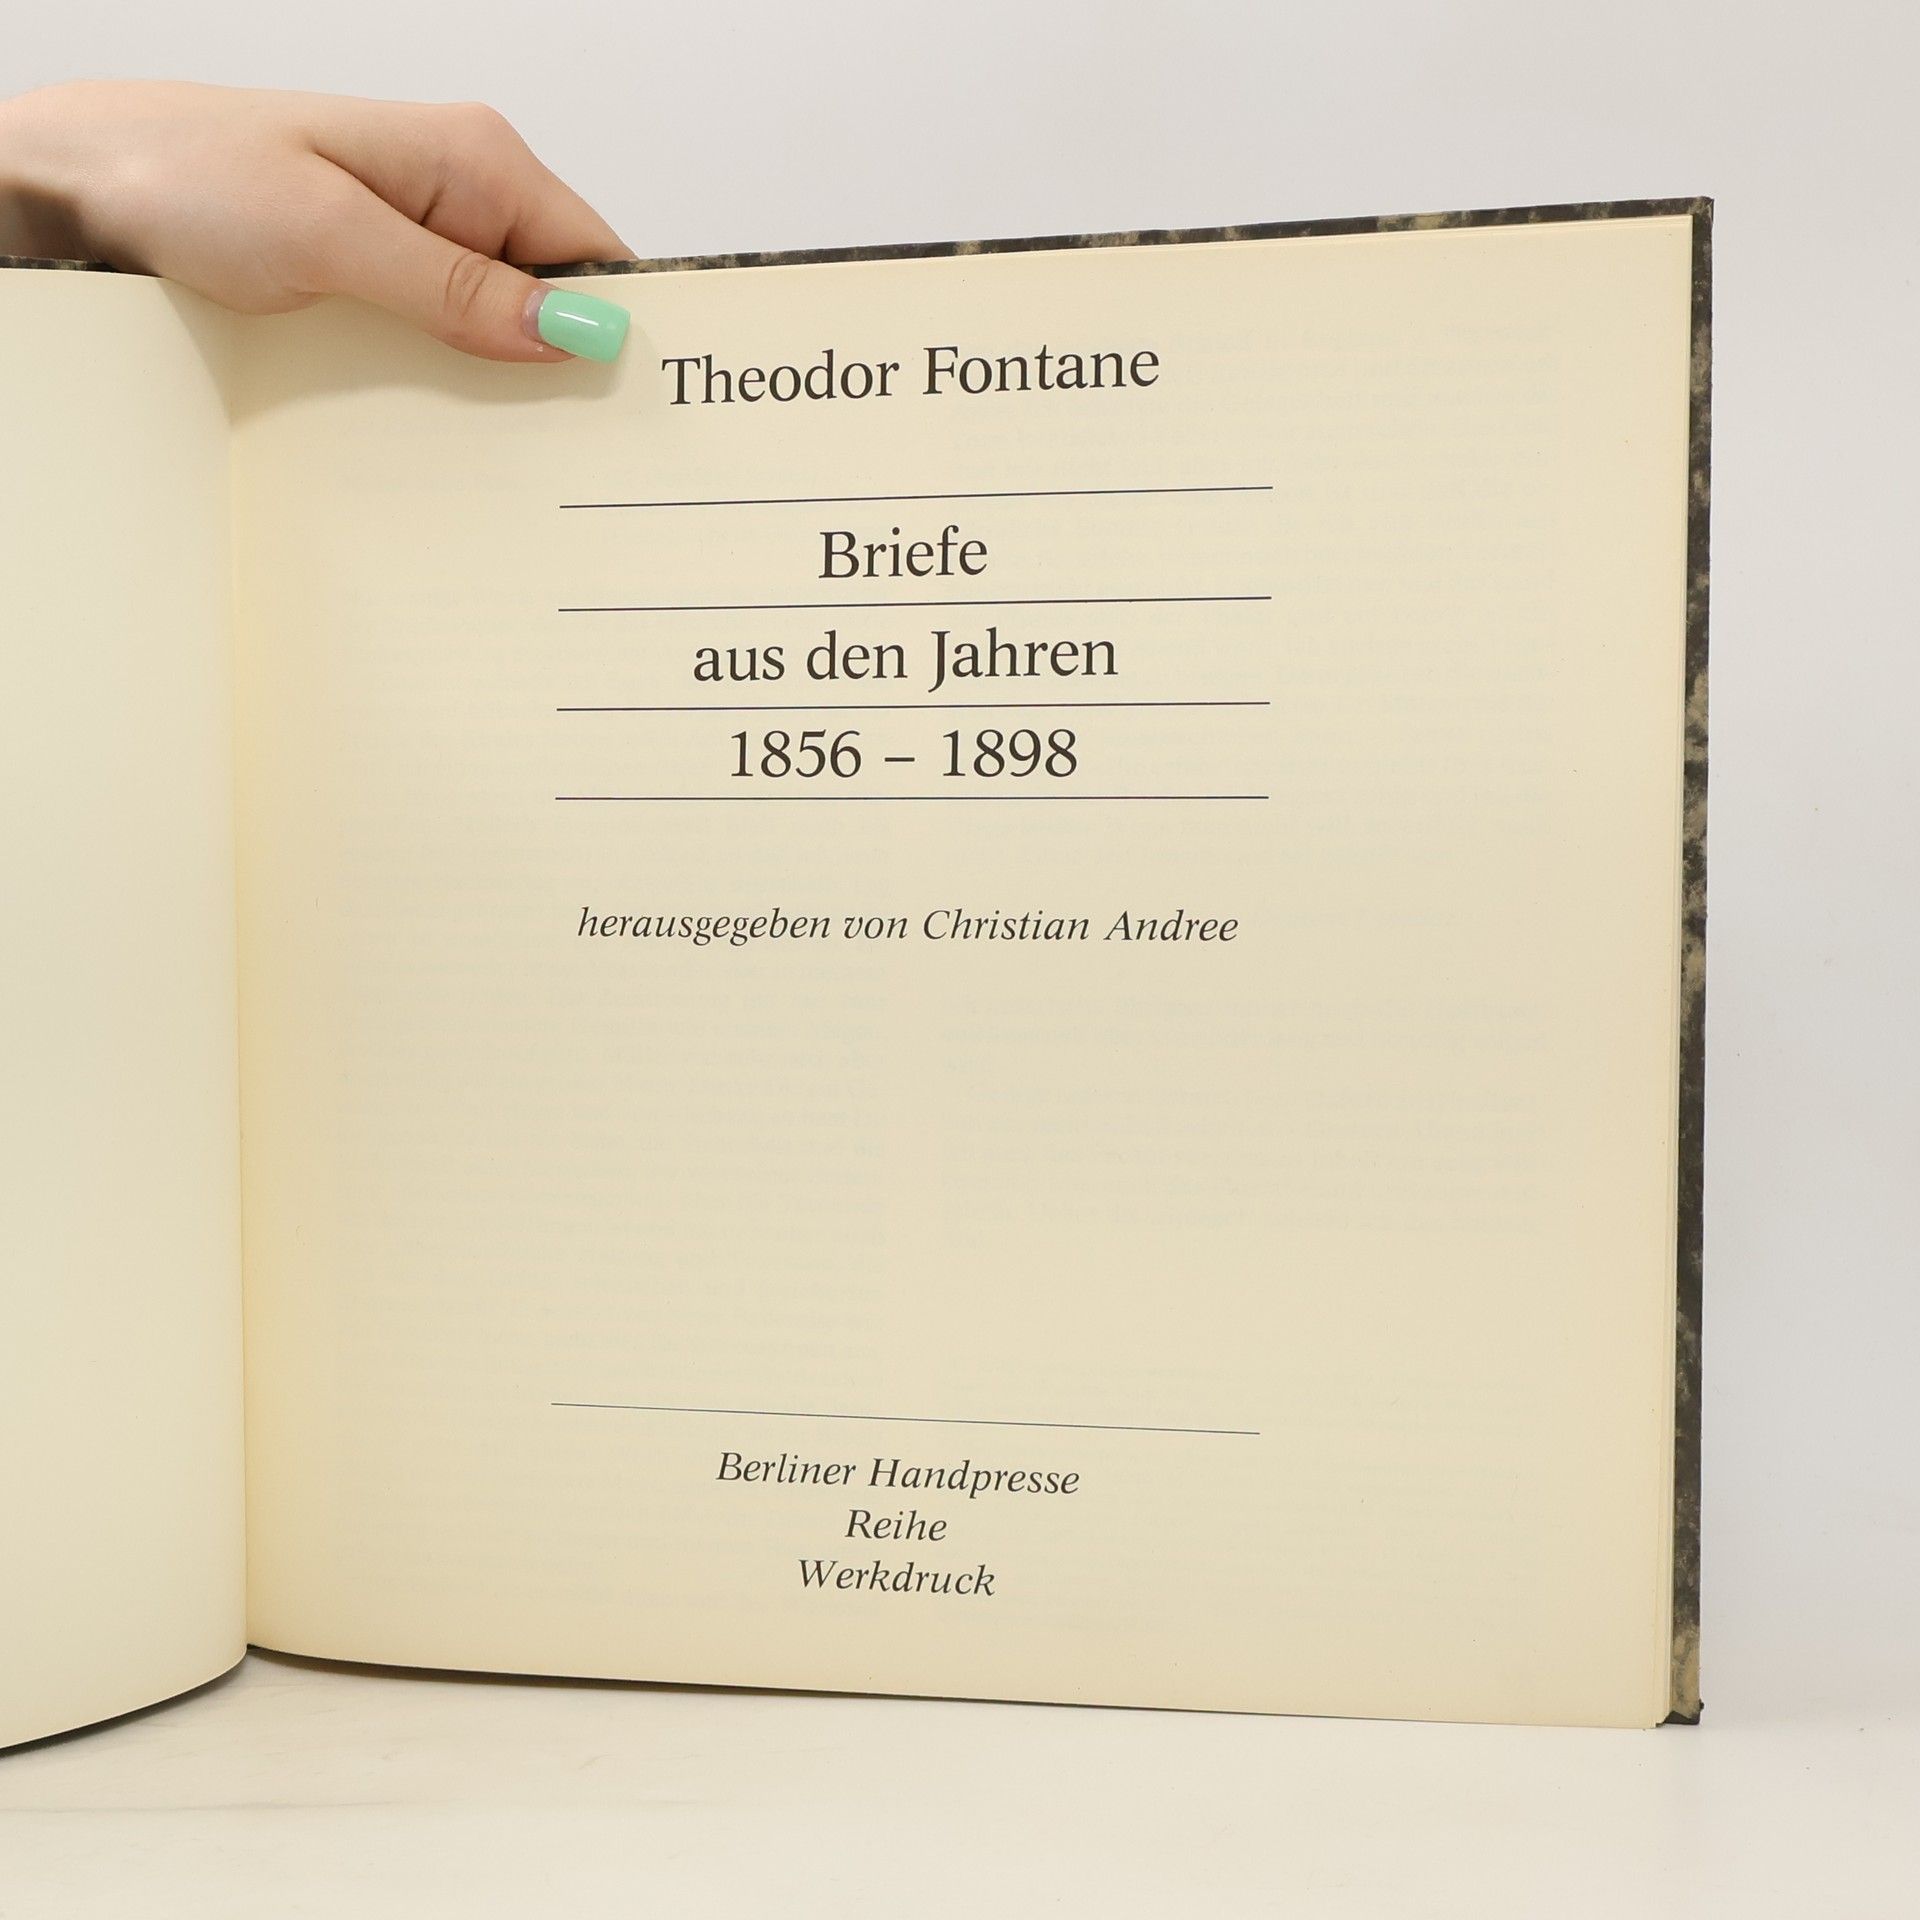 Theodor Fontane
Briefe
aus den Jahren
1856 – 1898
herausgegeben von Christian Andree
Berliner Handpresse
Reihe
Werkdruck